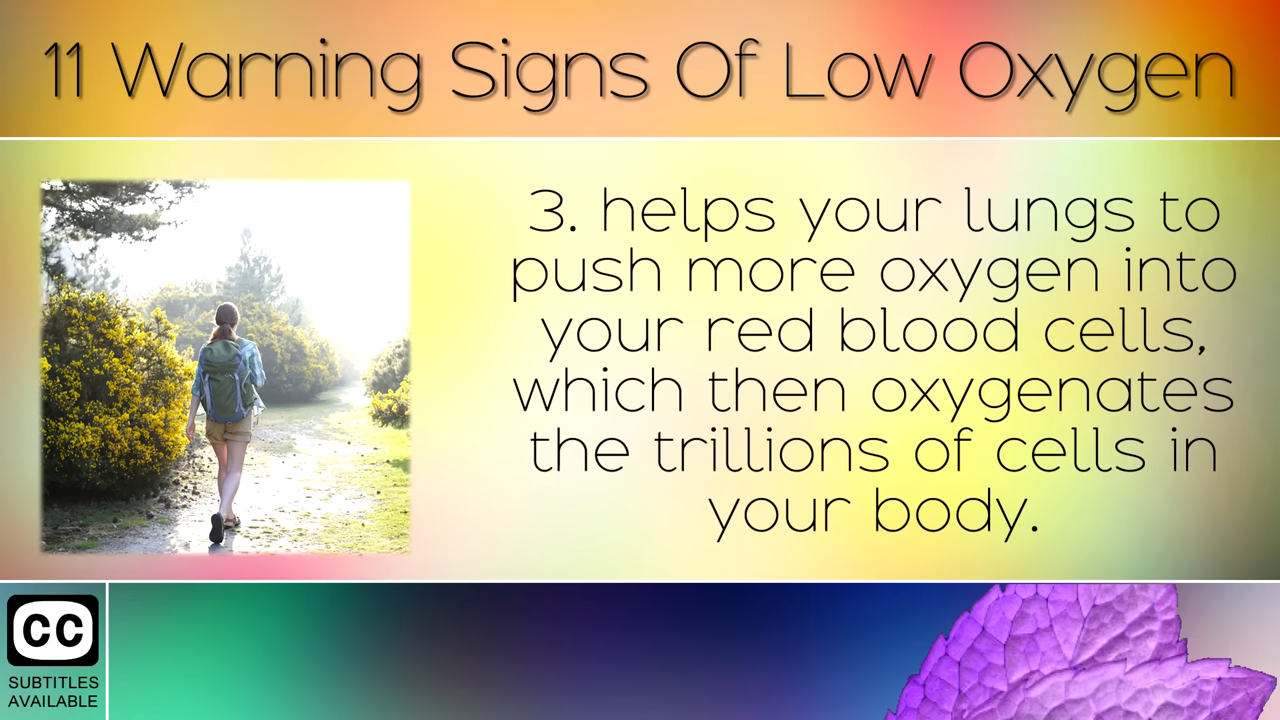 11 Warning Signs Of Low Oxygen
3. helps your lungs to
push more oxygen into
your red blood cells,
which then oxygenates
the trillions of cells in
your body.
CC
SUBTITLES
AVAILABLE